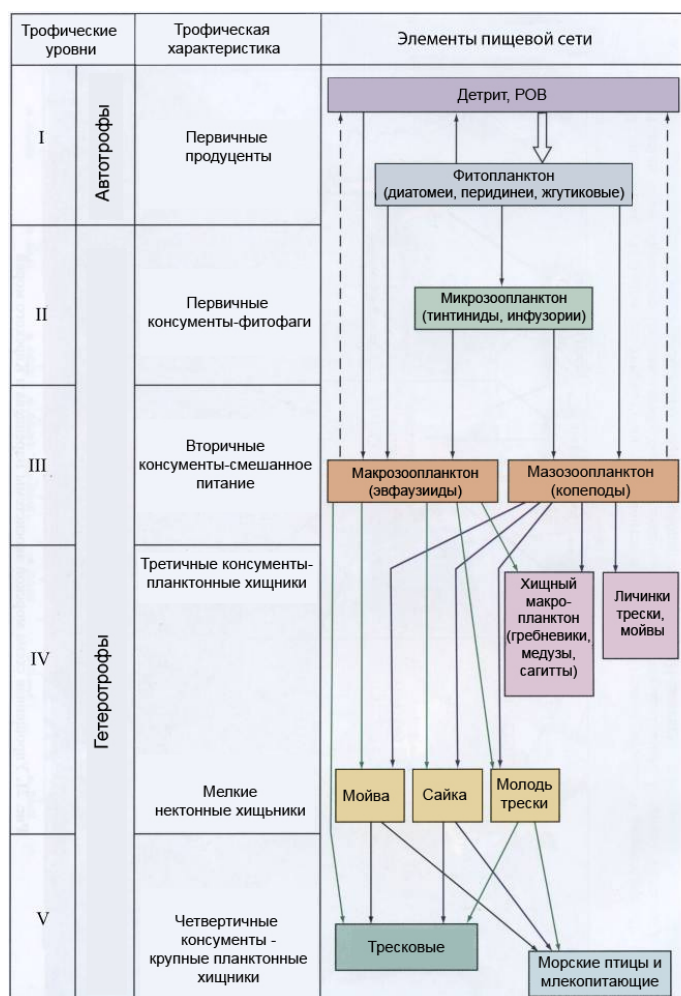 Трофические
уровни
Трофическая
характеристика
Элементы пищевой сети
Детрит, РОВ
I
Автотрофы
Первичные
продуценты
Фитопланктон
(диатомеи, перидинеи, жгутиковые)
II
Гетеротрофы
Первичные
консументы-фитофаги
Микрозоопланктон
(тинтиниды, инфузории)
III
Вторичные
консументы-смешанное
питание
Макрозоопланктон
(эвфаузииды)
Мазозоопланктон
(копеподы)
IV
Третичные консументы-
планктонные хищники
Хищный
макро-
планктон
(гребневики,
медузы,
сагитты)
Личинки
трески,
мойвы
Мелкие
нектонные хищьники
Мойва
Сайка
Молодь
трески
V
Четвертичные
консументы -
крупные планктонные
хищники
Тресковые
Морские птицы и
млекопитающие